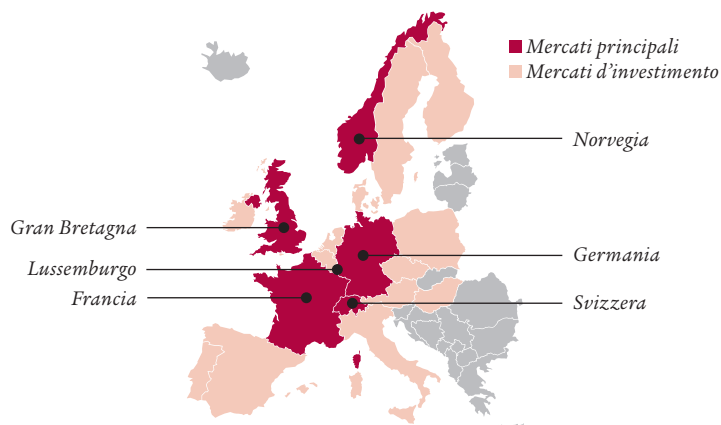 Mercati principali
Mercati d'investimento
Norvegia
Gran Bretagna
Germania
Lussemburgo
Francia
Svizzera